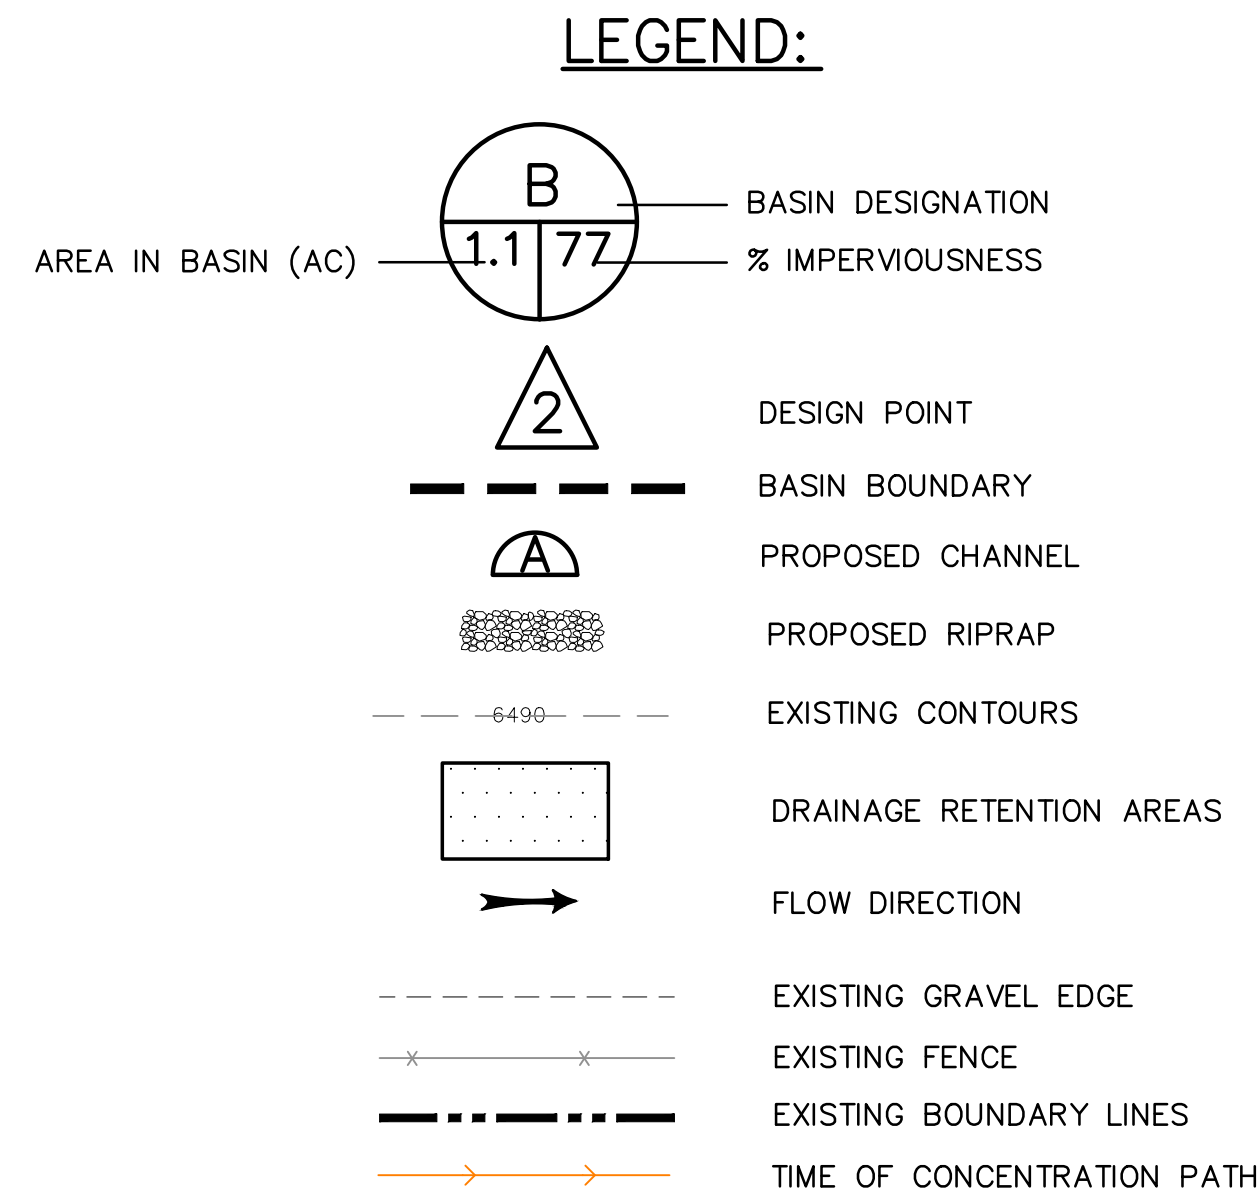 LEGEND:
B
BASIN DESIGNATION
AREA IN BASIN (AC)
1.1
77
% IMPERVIOUSNESS
2
DESIGN POINT
BASIN BOUNDARY
A
PROPOSED CHANNEL
PROPOSED RIPRAP
6490
EXISTING CONTOURS
DRAINAGE RETENTION AREAS
FLOW DIRECTION
EXISTING GRAVEL EDGE
EXISTING FENCE
EXISTING BOUNDARY LINES
TIME OF CONCENTRATION PATH